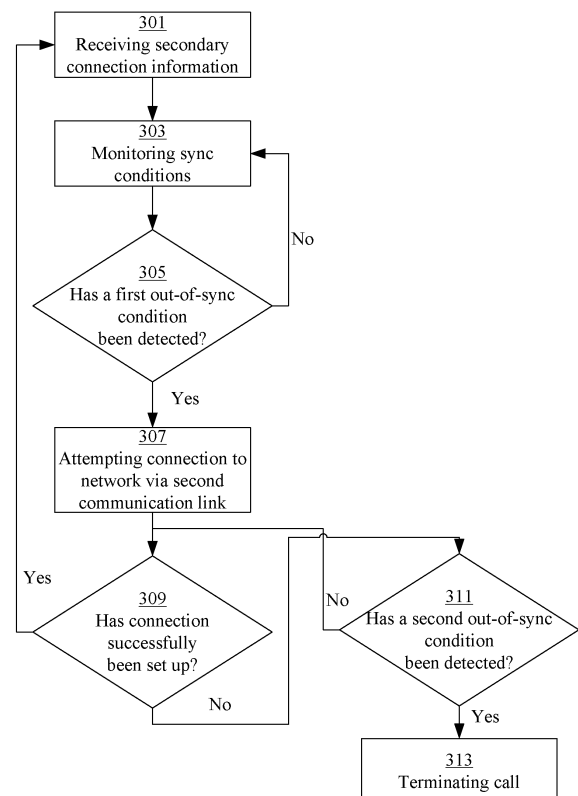 301
Receiving secondary
connection information
303
Monitoring sync
conditions
No
305
Has a first out-of-sync
condition
been detected?
Yes
307
Attempting connection to
network via second
communication link
Yes
309
Has connection
successfully
been set up?
No
No
311
Has a second out-of-sync
condition
been detected?
Yes
313
Terminating call